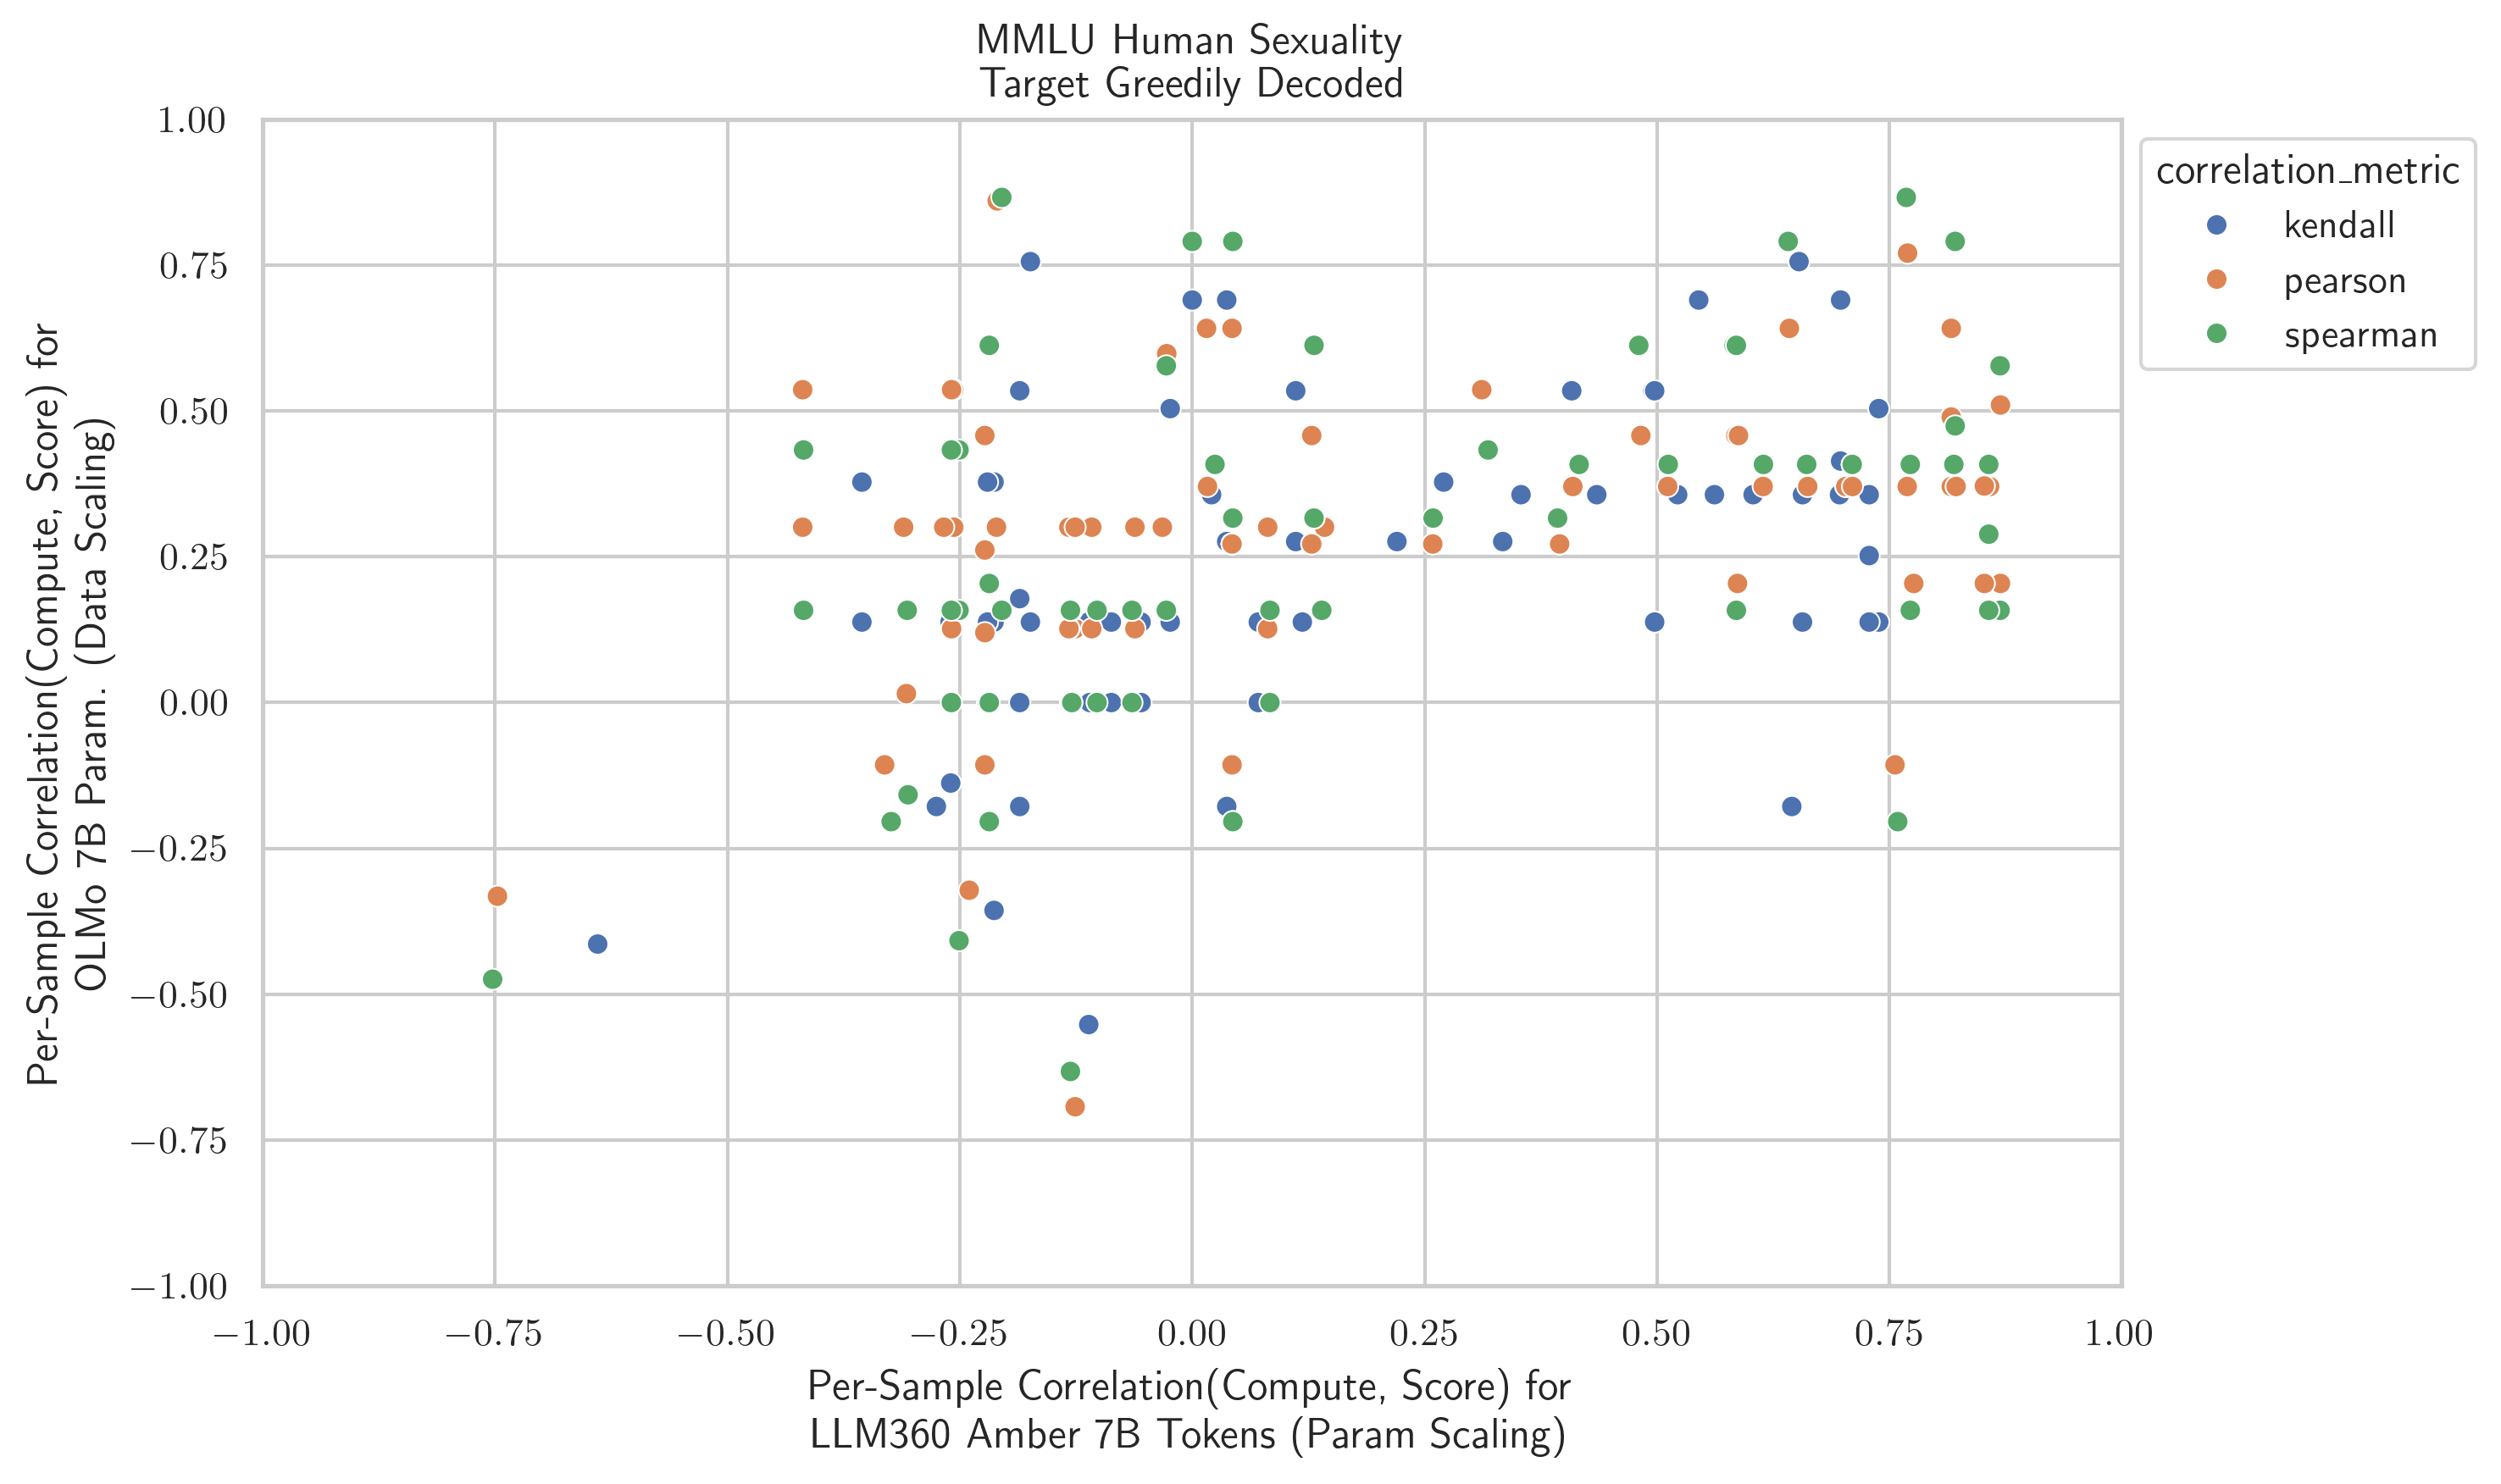 MMLU Human Sexuality
Target Greedily Decoded
Per-Sample Correlation(Compute, Score) for
OLMo 7B Param. (Data Scaling)
1.00
0.75
0.50
0.25
0.00
−0.25
−0.50
−0.75
−1.00
−1.00 −0.75 −0.50 −0.25 0.00 0.25 0.50 0.75 1.00
Per-Sample Correlation(Compute, Score) for
LLM360 Amber 7B Tokens (Param Scaling)
correlation_metric
kendall
pearson
spearman